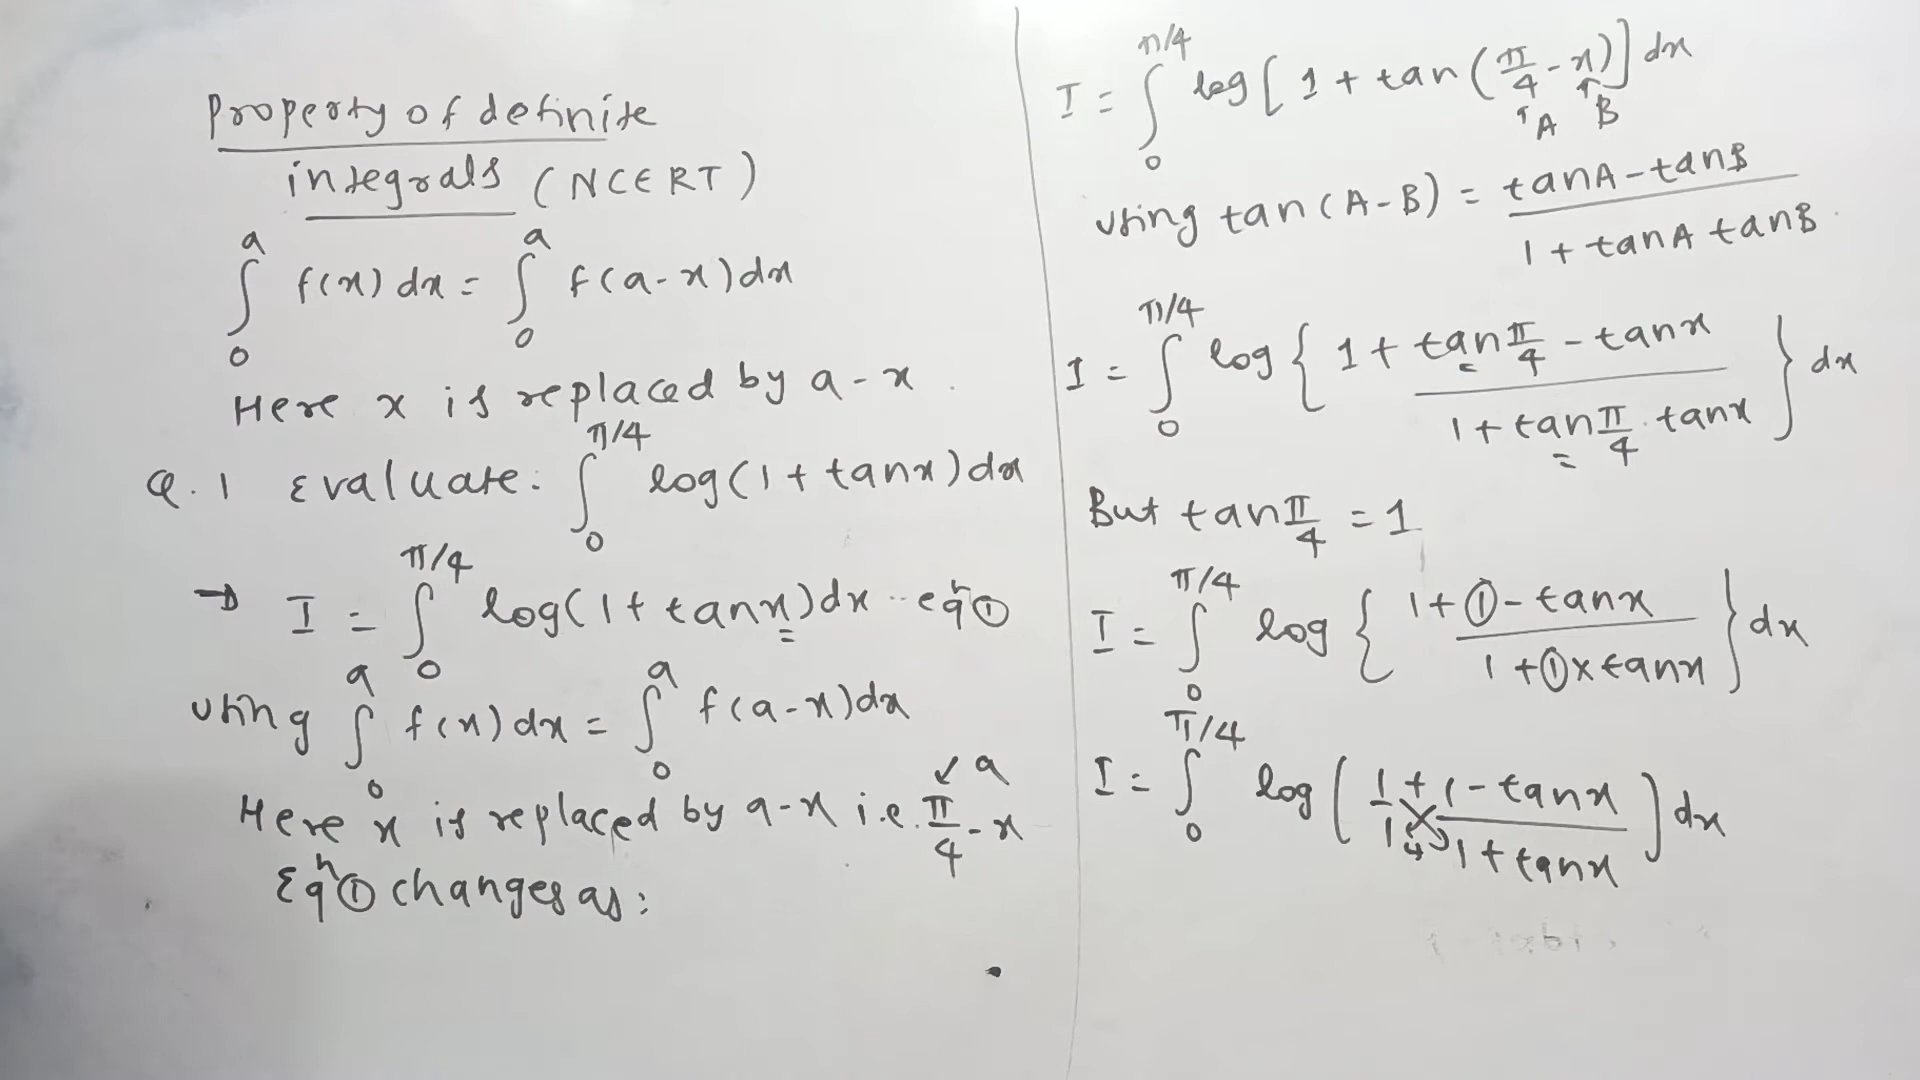 Property of definite
integrals (NCERT)
∫₀ᵃ f(x) dx = ∫₀ᵃ f(a-x) dx
Here x is replaced by a-x.
Q.1 Evaluate: ∫₀^(π/4) log(1+tanx) dx
→ I = ∫₀^(π/4) log(1+tanx) dx -- eqⁿ ①
using ∫₀ᵃ f(x) dx = ∫₀ᵃ f(a-x) dx
↙ a
Here x is replaced by a-x i.e. π/4 - x
Eqⁿ ① changes as:
I = ∫₀^(π/4) log[1+tan(π/4 - x)] dx
↑A ↑B
using tan(A-B) = (tanA-tanB)/(1+tanA tanB).
I = ∫₀^(π/4) log{1+ (tan π/4 - tanx)/(1+tan π/4 . tanx)} dx
But tan π/4 = 1
I = ∫₀^(π/4) log{1+ (①-tanx)/(1+①×tanx)} dx
I = ∫₀^(π/4) log(1/1 + (1-tanx)/(1+tanx)) dx